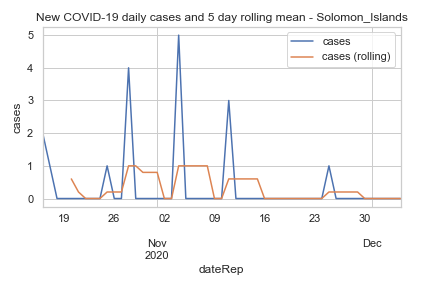 New COVID-19 daily cases and 5 day rolling mean - Solomon_Islands
cases
cases (rolling)
5
4
3
2
1
0
cases
19 26 02 09 16 23 30
Nov Dec
2020
dateRep